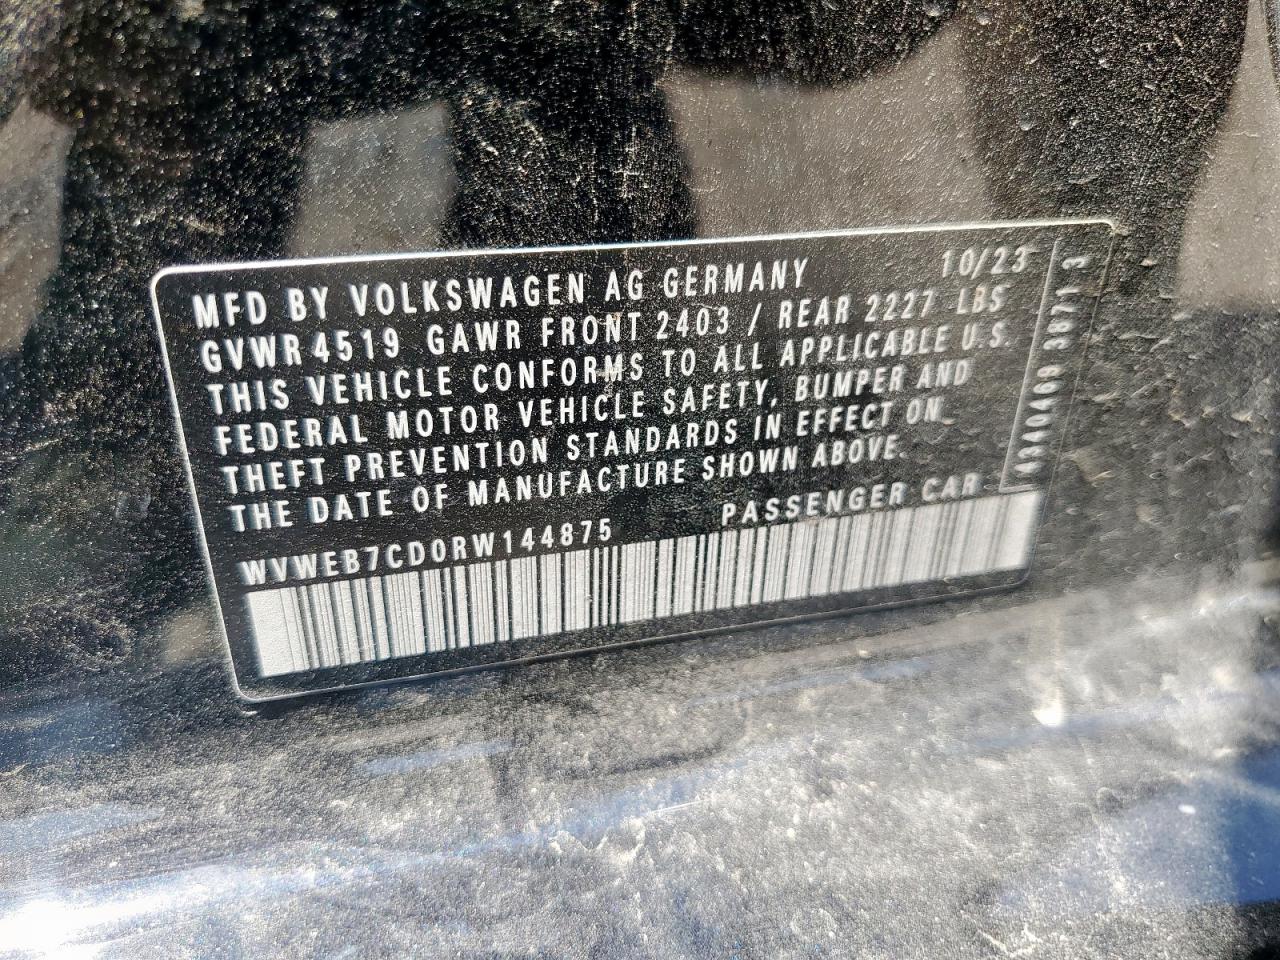 MFD BY VOLKSWAGEN AG GERMANY 10/23
GVWR 4519 GAWR FRONT 2403 / REAR 2227 LBS
THIS VEHICLE CONFORMS TO ALL APPLICABLE U.S.
FEDERAL MOTOR VEHICLE SAFETY, BUMPER AND
THEFT PREVENTION STANDARDS IN EFFECT ON
THE DATE OF MANUFACTURE SHOWN ABOVE.
PASSENGER CAR
WVWEB7CD0RW144875